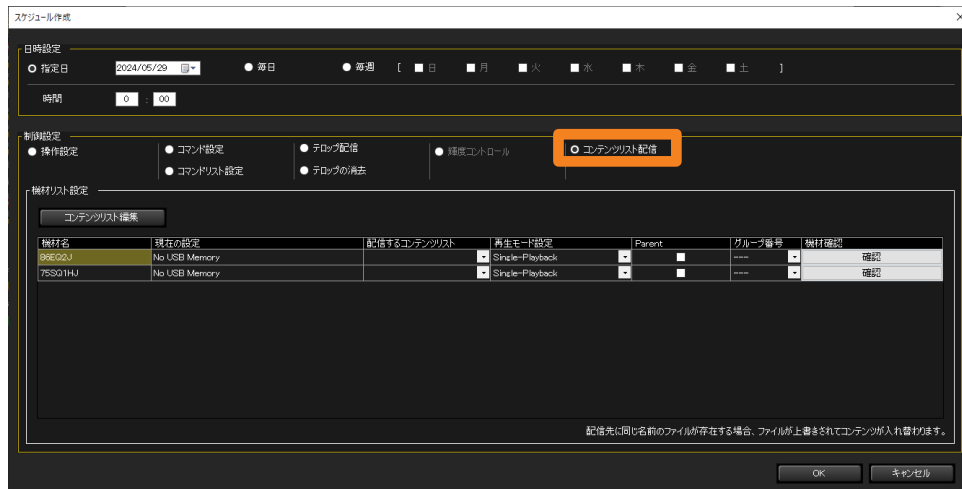 スケジュール作成
日時設定
指定日 2024/05/29 毎日 毎週 [ 日 月 火 水 木 金 土 ]
時間 0 : 00
制御設定
操作設定 コマンド設定 テロップ配信 輝度コントロール コンテンツリスト配信
コマンドリスト設定 テロップの消去
機材リスト設定
コンテンツリスト編集
機材名 現在の設定 配信するコンテンツリスト 再生モード設定 Parent グループ番号 機材確認
86EQ2J No USB Memory Single-Playback --- 確認
75SQ1HJ No USB Memory Single-Playback --- 確認
配信先に同じ名前のファイルが存在する場合、ファイルが上書きされてコンテンツが入れ替わります。
OK キャンセル